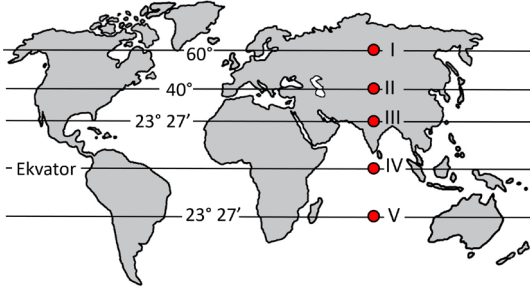 60° I
40° II
23° 27′ III
Ekvator IV
23° 27′ V